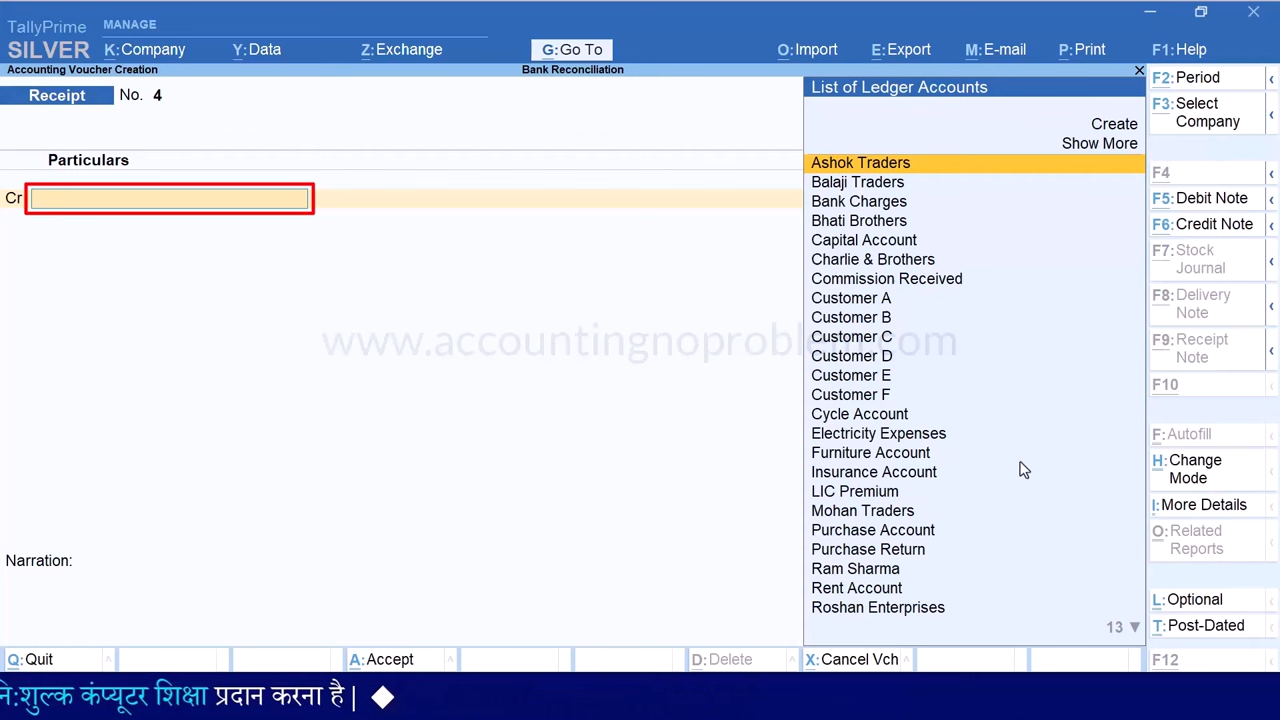 TallyPrime
MANAGE
SILVER
K:Company
Y:Data
Z:Exchange
G:Go To
O:Import
E:Export
M:E-mail
P:Print
F1:Help
Accounting Voucher Creation
Bank Reconciliation
Receipt No. 4
Particulars
Cr
Narration:
List of Ledger Accounts
Create
Show More
Ashok Traders
Balaji Traders
Bank Charges
Bhati Brothers
Capital Account
Charlie & Brothers
Commission Received
Customer A
Customer B
Customer C
Customer D
Customer E
Customer F
Cycle Account
Electricity Expenses
Furniture Account
Insurance Account
LIC Premium
Mohan Traders
Purchase Account
Purchase Return
Ram Sharma
Rent Account
Roshan Enterprises
13 ▼
F2:Period
F3:Select
Company
F4
F5:Debit Note
F6:Credit Note
F7:Stock
Journal
F8:Delivery
Note
F9:Receipt
Note
F10
F:Autofill
H:Change
Mode
I:More Details
O:Related
Reports
L:Optional
T:Post-Dated
F12
Q:Quit
A:Accept
D:Delete
X:Cancel Vch
www.accountingnoproblem.com
नि:शुल्क कंप्यूटर शिक्षा प्रदान करना है |